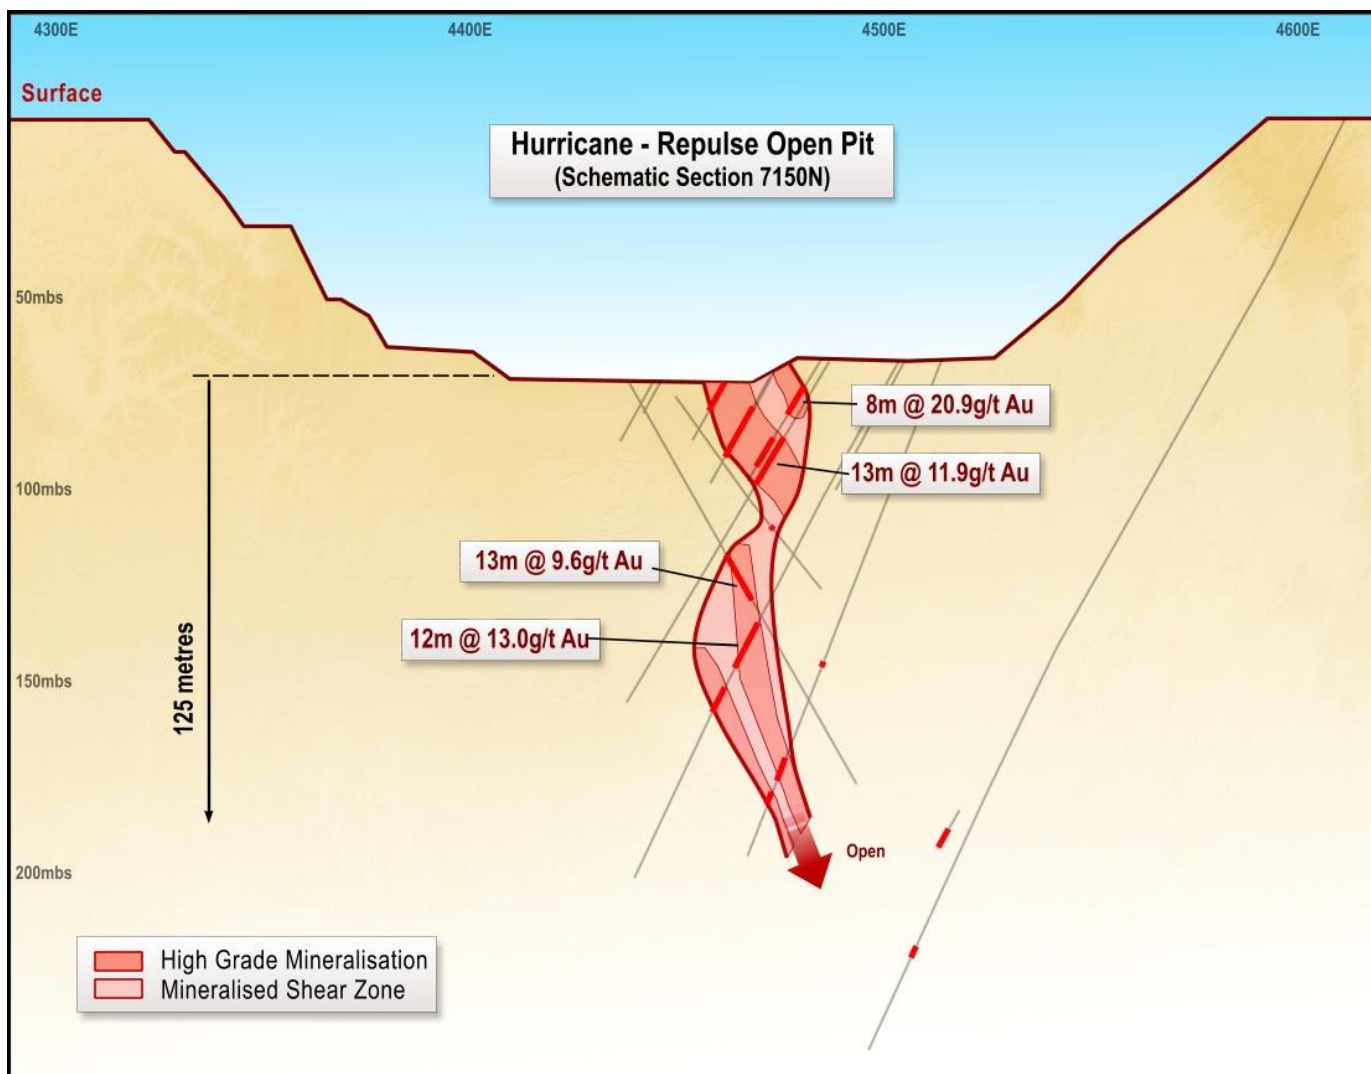 4300E
4400E
4500E
4600E
Surface
Hurricane - Repulse Open Pit
(Schematic Section 7150N)
50mbs
8m @ 20.9g/t Au
13m @ 11.9g/t Au
100mbs
13m @ 9.6g/t Au
12m @ 13.0g/t Au
125 metres
150mbs
Open
200mbs
High Grade Mineralisation
Mineralised Shear Zone